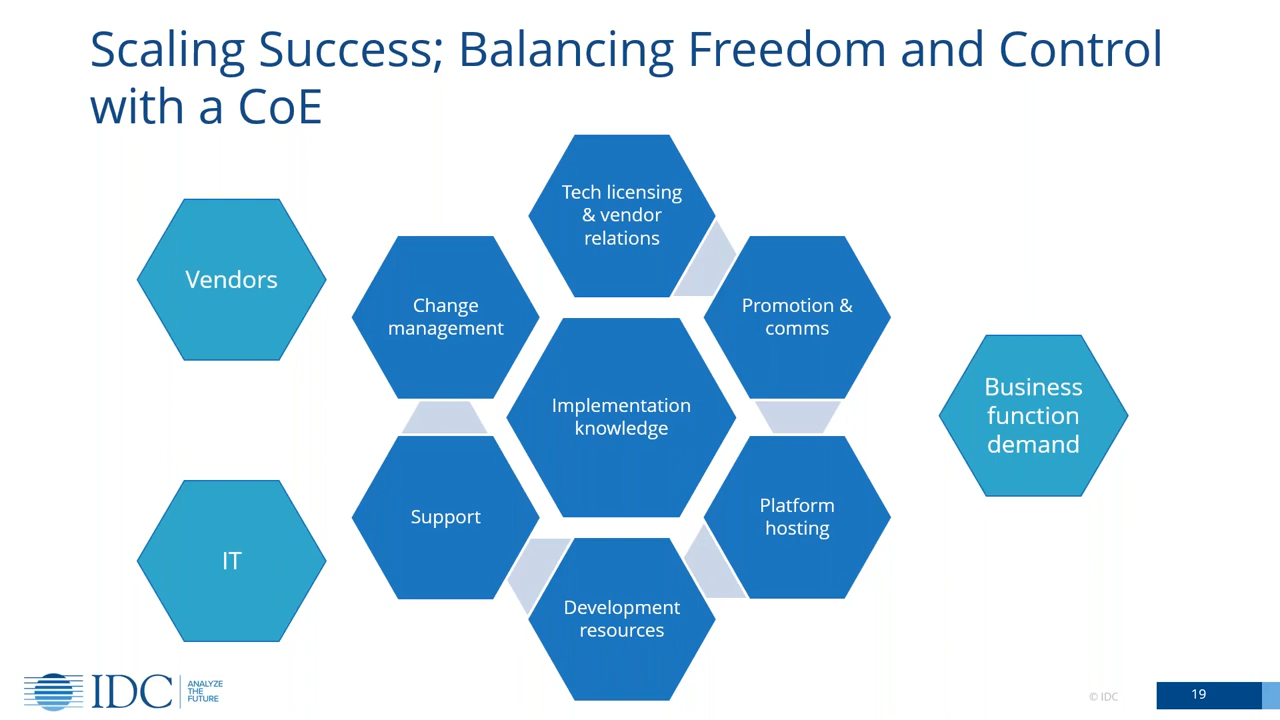 Scaling Success; Balancing Freedom and Control
with a CoE
Tech licensing
& vendor
relations
Vendors
Change
management
Promotion &
comms
Implementation
knowledge
Business
function
demand
Support
Platform
hosting
IT
Development
resources
IDC
ANALYZE
THE
FUTURE
© IDC
19